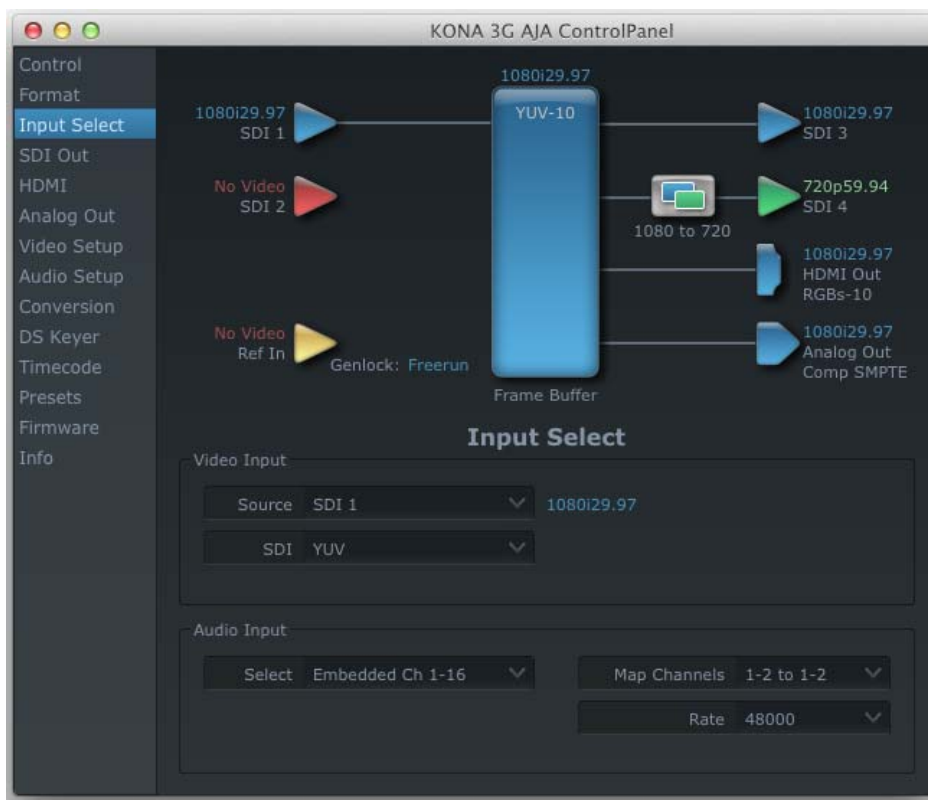 KONA 3G AJA ControlPanel
Control
Format
Input Select
SDI Out
HDMI
Analog Out
Video Setup
Audio Setup
Conversion
DS Keyer
Timecode
Presets
Firmware
Info
1080i29.97
YUV-10
1080i29.97
SDI 1
No Video
SDI 2
No Video
Ref In
Genlock: Freerun
Frame Buffer
1080i29.97
SDI 3
1080 to 720
720p59.94
SDI 4
1080i29.97
HDMI Out
RGBs-10
1080i29.97
Analog Out
Comp SMPTE
Input Select
Video Input
Source SDI 1 1080i29.97
SDI YUV
Audio Input
Select Embedded Ch 1-16
Map Channels 1-2 to 1-2
Rate 48000